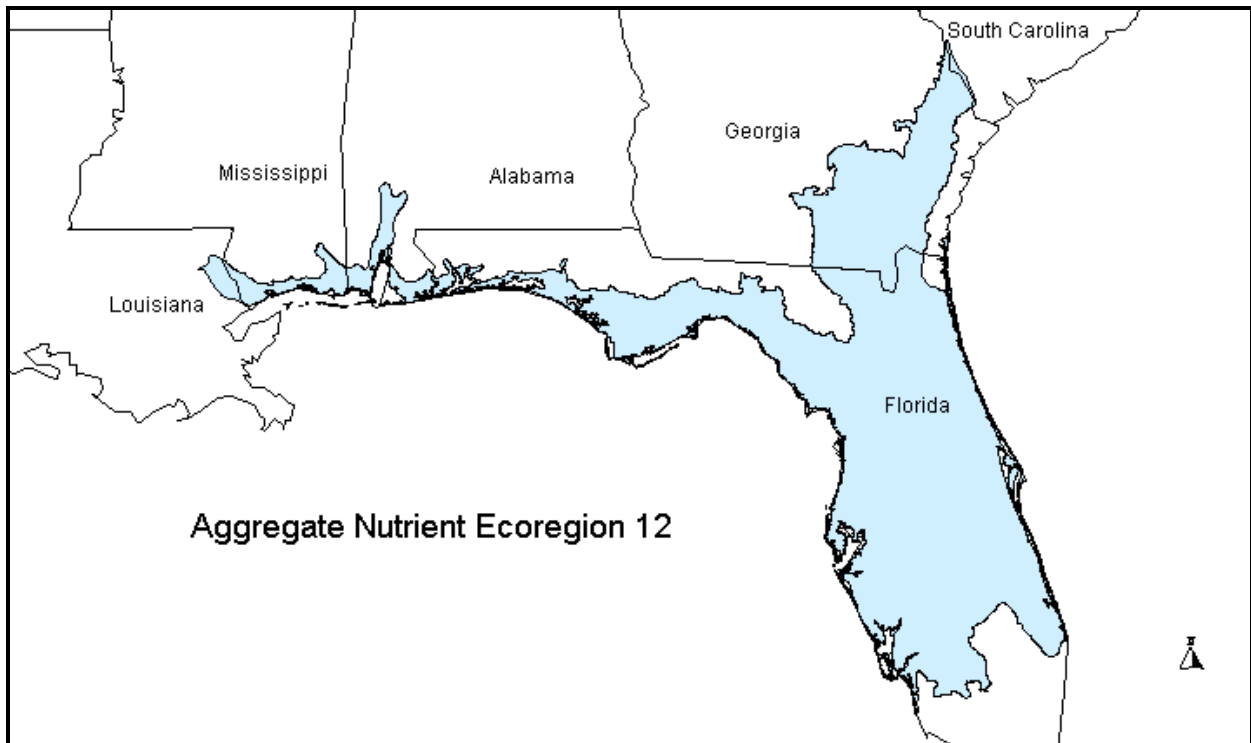 South Carolina
Georgia
Mississippi
Alabama
Louisiana
Florida
Aggregate Nutrient Ecoregion 12